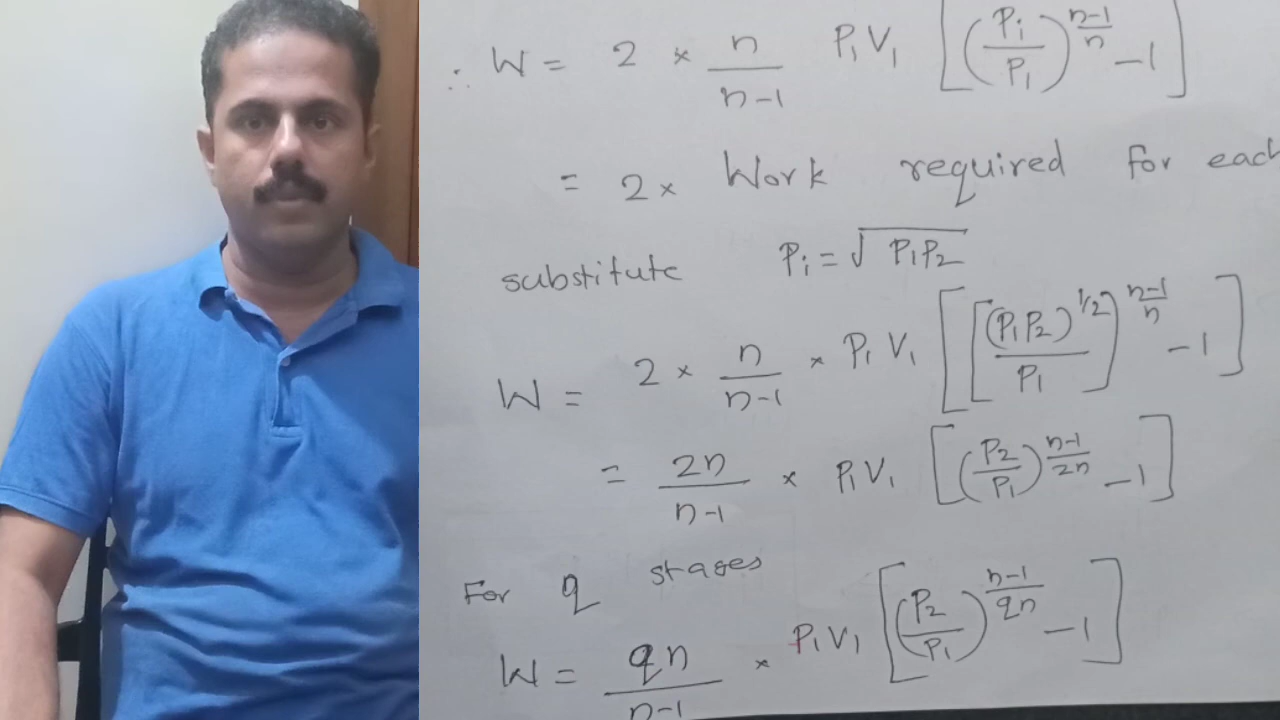 ∴ W = 2 × n/(n-1) P₁V₁ [(Pᵢ/P₁)^((n-1)/n) - 1]
= 2 × Work required for each
substitute Pᵢ = √(P₁P₂)
W = 2 × n/(n-1) × P₁V₁ [[(P₁P₂)^(1/2)/P₁]^((n-1)/n) - 1]
= 2n/(n-1) × P₁V₁ [(P₂/P₁)^((n-1)/2n) - 1]
For q stages
W = qn/(n-1) × P₁V₁ [(P₂/P₁)^((n-1)/qn) - 1]